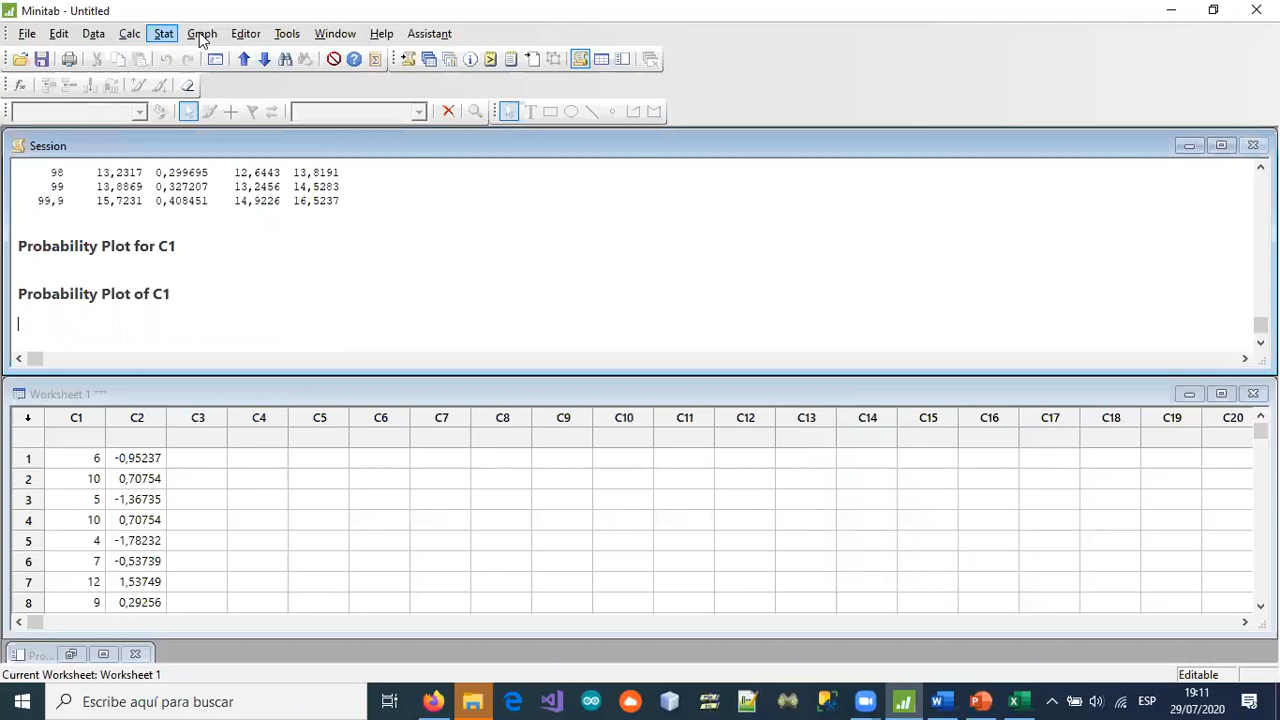 Minitab - Untitled
File Edit Data Calc Stat Graph Editor Tools Window Help Assistant
Session
98 13,2317 0,299695 12,6443 13,8191
99 13,8869 0,327207 13,2456 14,5283
99,9 15,7231 0,408451 14,9226 16,5237
Probability Plot for C1
Probability Plot of C1
Worksheet 1 ***
C1 C2 C3 C4 C5 C6 C7 C8 C9 C10 C11 C12 C13 C14 C15 C16 C17 C18 C19 C20
1 6 -0,95237
2 10 0,70754
3 5 -1,36735
4 10 0,70754
5 4 -1,78232
6 7 -0,53739
7 12 1,53749
8 9 0,29256
Pro...
Current Worksheet: Worksheet 1
Editable
Escribe aquí para buscar
ESP
19:11
29/07/2020